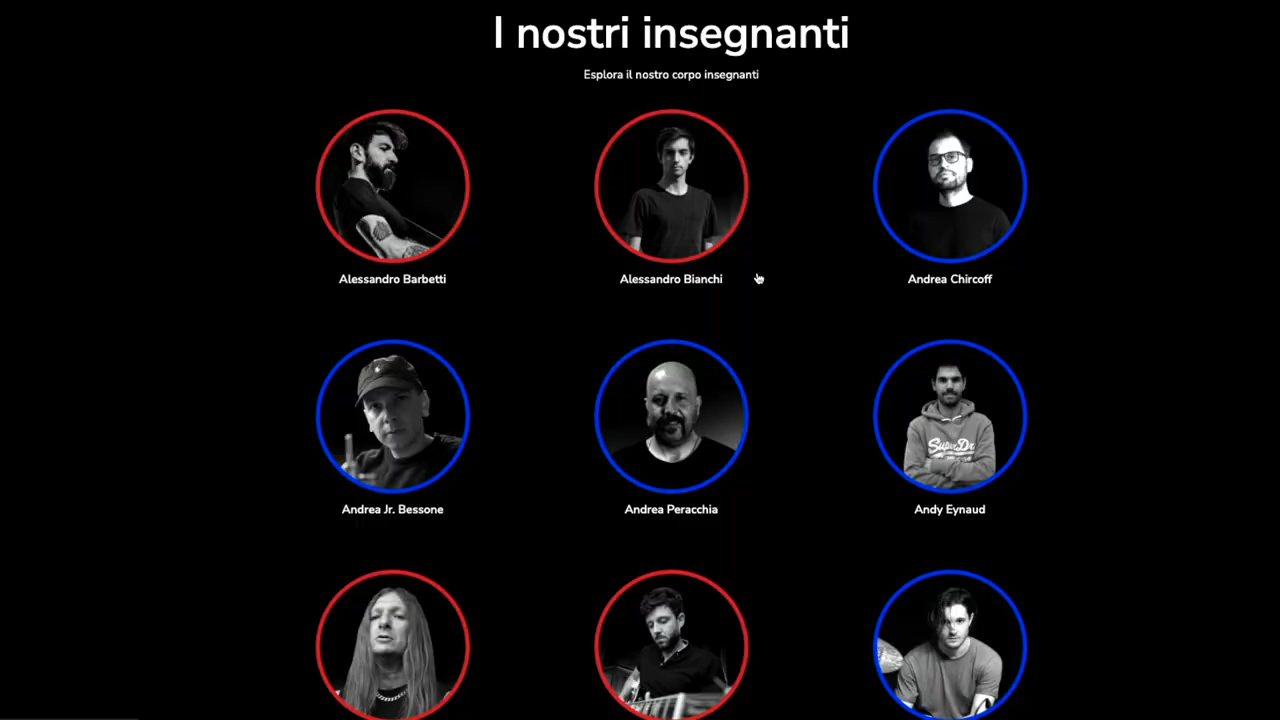 I nostri insegnanti
Esplora il nostro corpo insegnanti
Alessandro Barbetti
Alessandro Bianchi
Andrea Chircoff
Andrea Jr. Bessone
Andrea Peracchia
Andy Eynaud